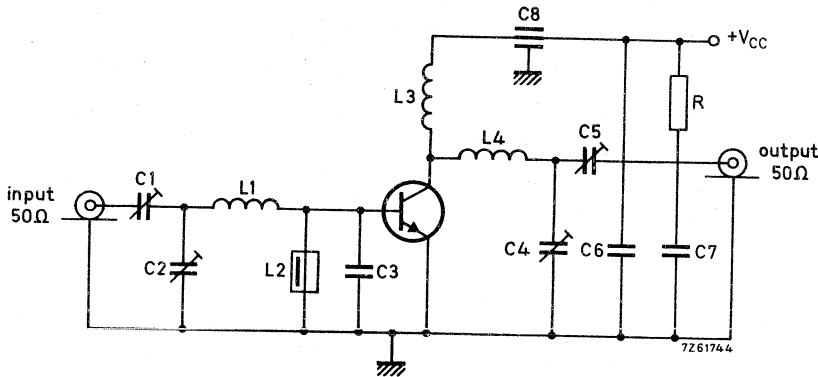 C8
+VCC
L3
R
L4
C5
output
50Ω
input
50Ω
C1
L1
C2
L2
C3
C4
C6
C7
7Z61744